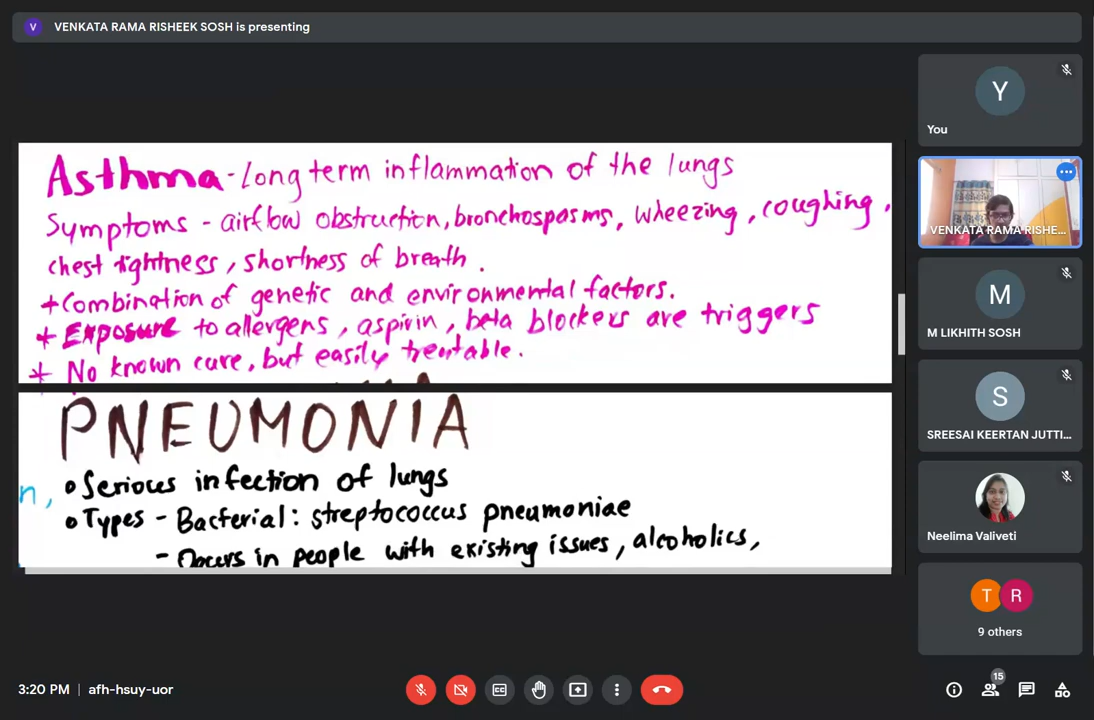 V VENKATA RAMA RISHEEK SOSH is presenting
Asthma - Long term inflammation of the lungs
Symptoms - airflow obstruction, bronchospasms, wheezing, coughing,
chest tightness, shortness of breath.
+ Combination of genetic and environmental factors.
* Exposure to allergens, aspirin, beta blockers are triggers
* No known cure, but easily treatable.
PNEUMONIA
• Serious infection of lungs
n,
• Types - Bacterial: streptococcus pneumoniae
- Occurs in people with existing issues, alcoholics,
Y
You
VENKATA RAMA RISHE...
M
M LIKHITH SOSH
S
SREESAI KEERTAN JUTTI...
Neelima Valiveti
T R
9 others
3:20 PM | afh-hsuy-uor
CC
15